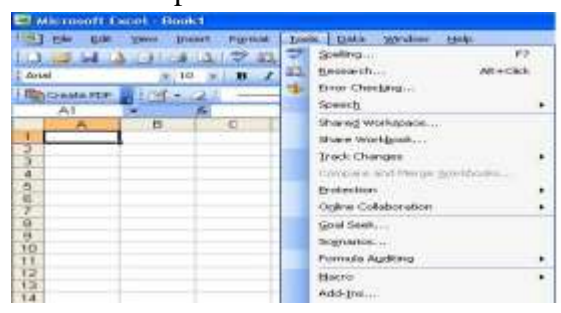 Microsoft Excel - Book1
File Edit View Insert Format Tools Data Window Help
Arial 10 B I
Create PDF
A1 fx
A B C
1
2
3
4
5
6
7
8
9
10
11
12
13
14
Spelling... F7
Research... Alt+Click
Error Checking...
Speech
Shared Workspace...
Share Workbook...
Track Changes
Compare and Merge Workbooks...
Protection
Online Collaboration
Goal Seek...
Scenarios...
Formula Auditing
Macro
Add-Ins...